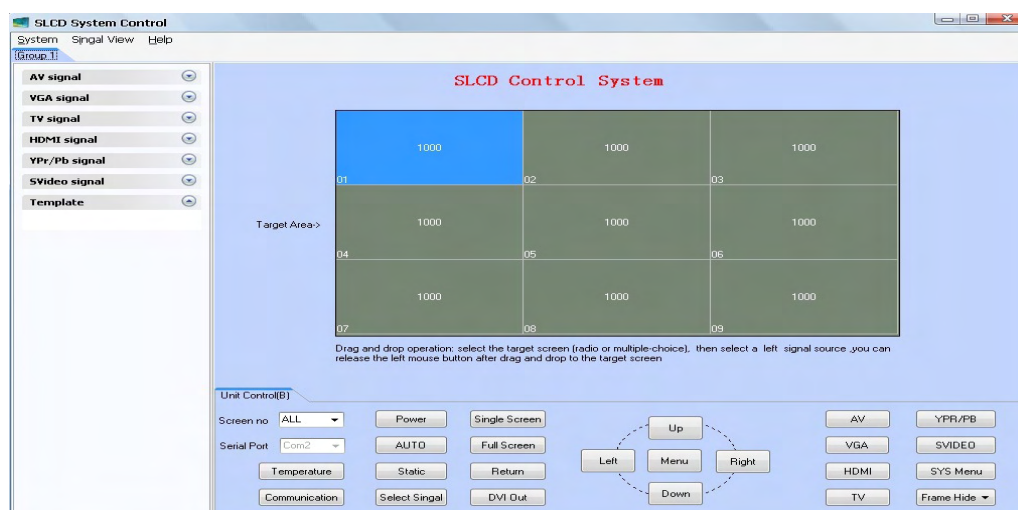 SLCD System Control
System Singal View Help
Group 1
AV signal
VGA signal
TV signal
HDMI signal
YPr/Pb signal
SVideo signal
Template
SLCD Control System
1000 1000 1000
01 02 03
Target Area-> 1000 1000 1000
04 05 06
1000 1000 1000
07 08 09
Drag and drop operation: select the target screen (radio or multiple-choice), then select a left signal source ,you can
release the left mouse button after drag and drop to the target screen
Unit Control(B)
Screen no ALL Power Single Screen Up AV YPR/PB
Serial Port Com2 AUTO Full Screen VGA SVIDEO
Temperature Static Return Left Menu Right HDMI SYS Menu
Communication Select Singal DVI Out Down TV Frame Hide